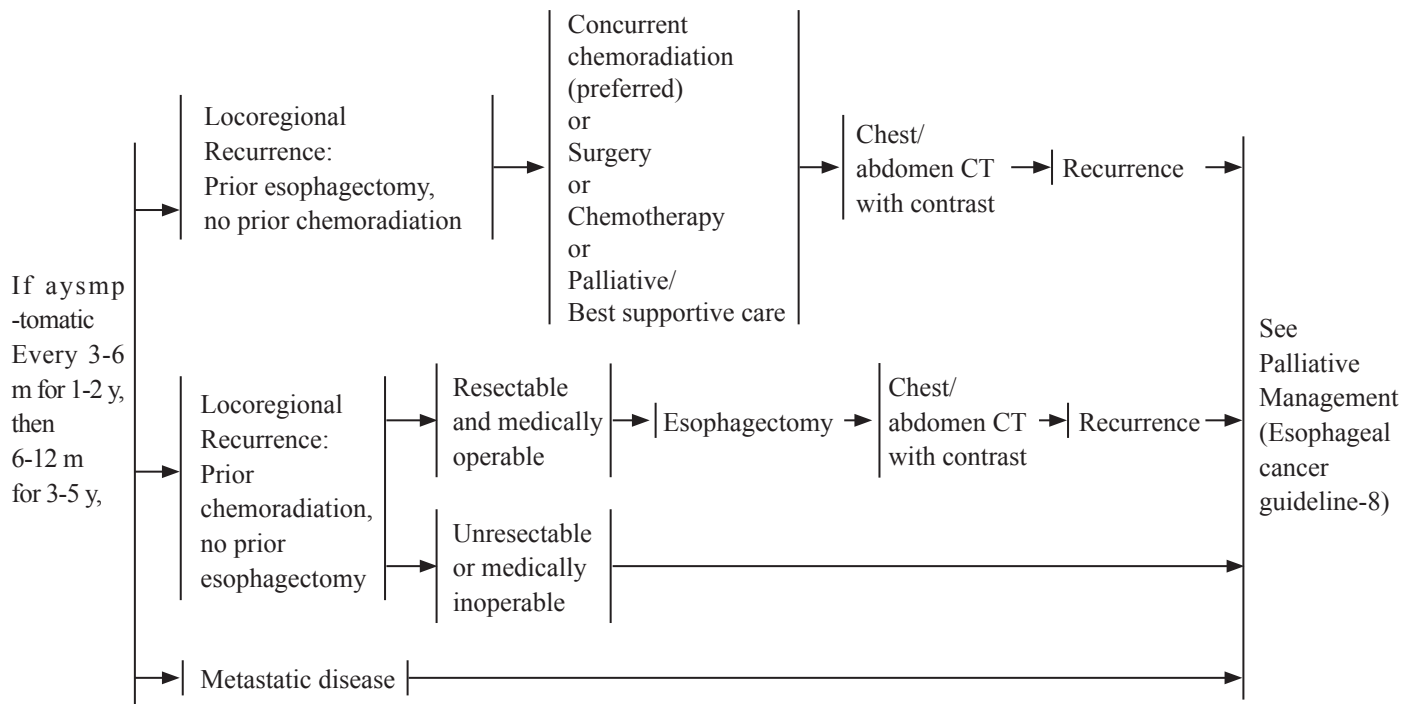 If aysmp
-tomatic
Every 3-6
m for 1-2 y,
then
6-12 m
for 3-5 y,
Locoregional
Recurrence:
Prior esophagectomy,
no prior chemoradiation
Concurrent
chemoradiation
(preferred)
or
Surgery
or
Chemotherapy
or
Palliative/
Best supportive care
Chest/
abdomen CT
with contrast
Recurrence
Locoregional
Recurrence:
Prior
chemoradiation,
no prior
esophagectomy
Resectable
and medically
operable
Esophagectomy
Chest/
abdomen CT
with contrast
Recurrence
Unresectable
or medically
inoperable
Metastatic disease
See
Palliative
Management
(Esophageal
cancer
guideline-8)